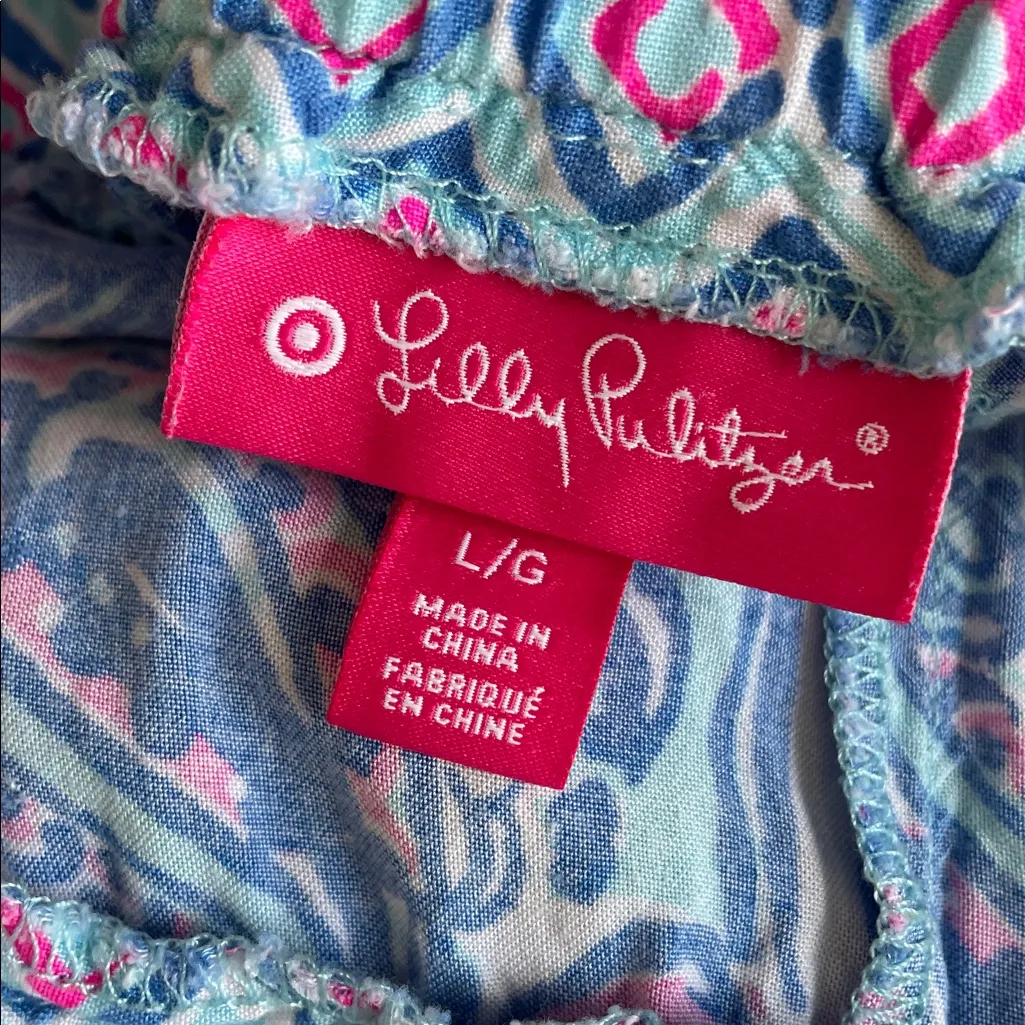 Lilly Pulitzer®
L/G
MADE IN
CHINA
FABRIQUÉ
EN CHINE